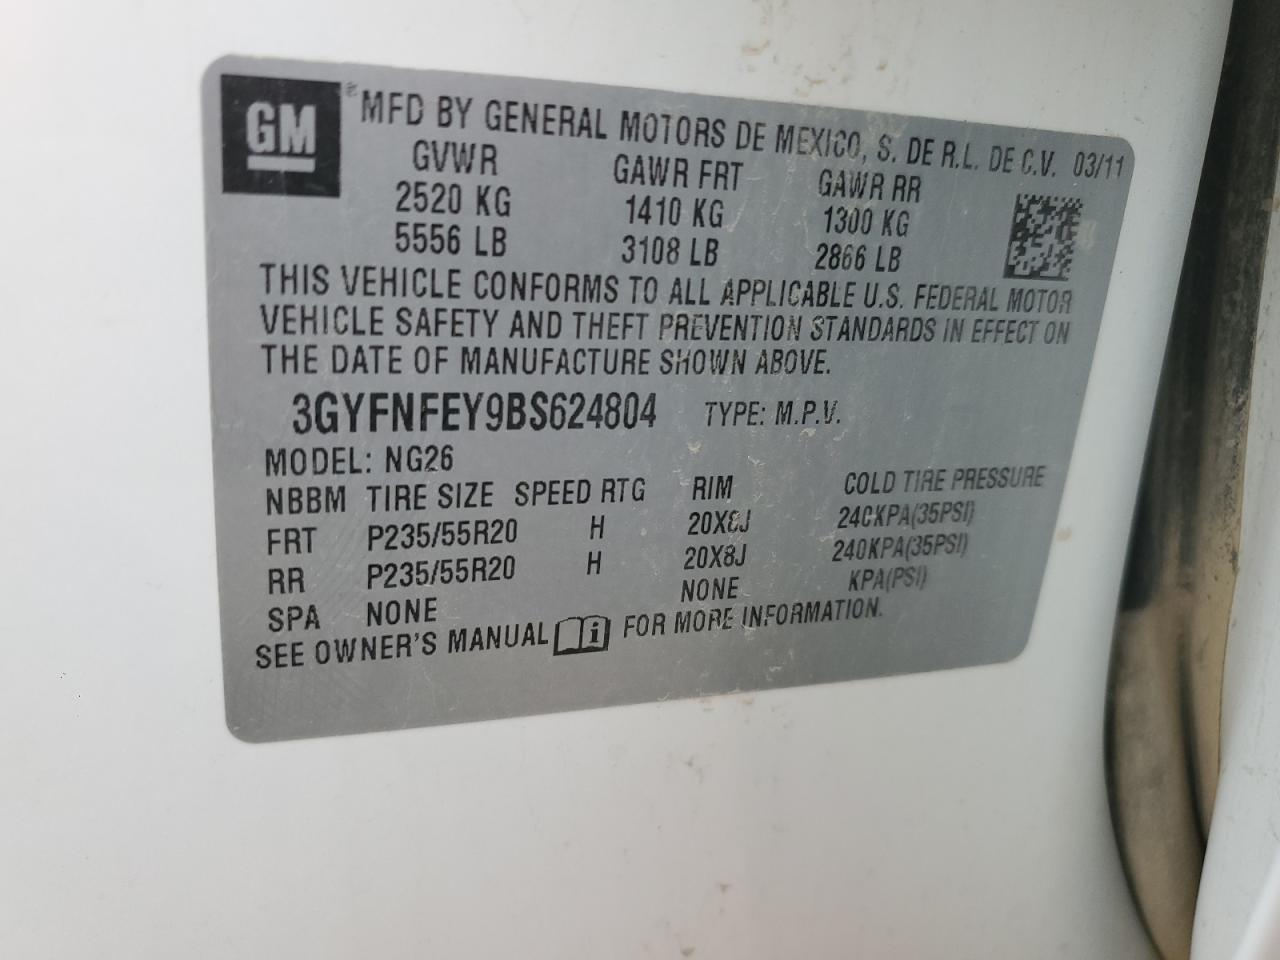 GM
® MFD BY GENERAL MOTORS DE MEXICO, S. DE R.L. DE C.V. 03/11
GVWR GAWR FRT GAWR RR
2520 KG 1410 KG 1300 KG
5556 LB 3108 LB 2866 LB
THIS VEHICLE CONFORMS TO ALL APPLICABLE U.S. FEDERAL MOTOR
VEHICLE SAFETY AND THEFT PREVENTION STANDARDS IN EFFECT ON
THE DATE OF MANUFACTURE SHOWN ABOVE.
3GYFNFEY9BS624804 TYPE: M.P.V.
MODEL: NG26
NBBM TIRE SIZE SPEED RTG RIM COLD TIRE PRESSURE
FRT P235/55R20 H 20X8J 240KPA(35PSI)
RR P235/55R20 H 20X8J 240KPA(35PSI)
SPA NONE NONE KPA(PSI)
SEE OWNER'S MANUAL i FOR MORE INFORMATION.